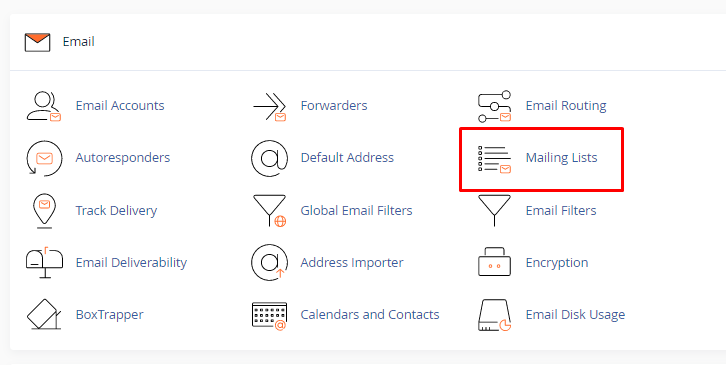 Email
Email Accounts
Forwarders
Email Routing
Autoresponders
Default Address
Mailing Lists
Track Delivery
Global Email Filters
Email Filters
Email Deliverability
Address Importer
Encryption
BoxTrapper
Calendars and Contacts
Email Disk Usage